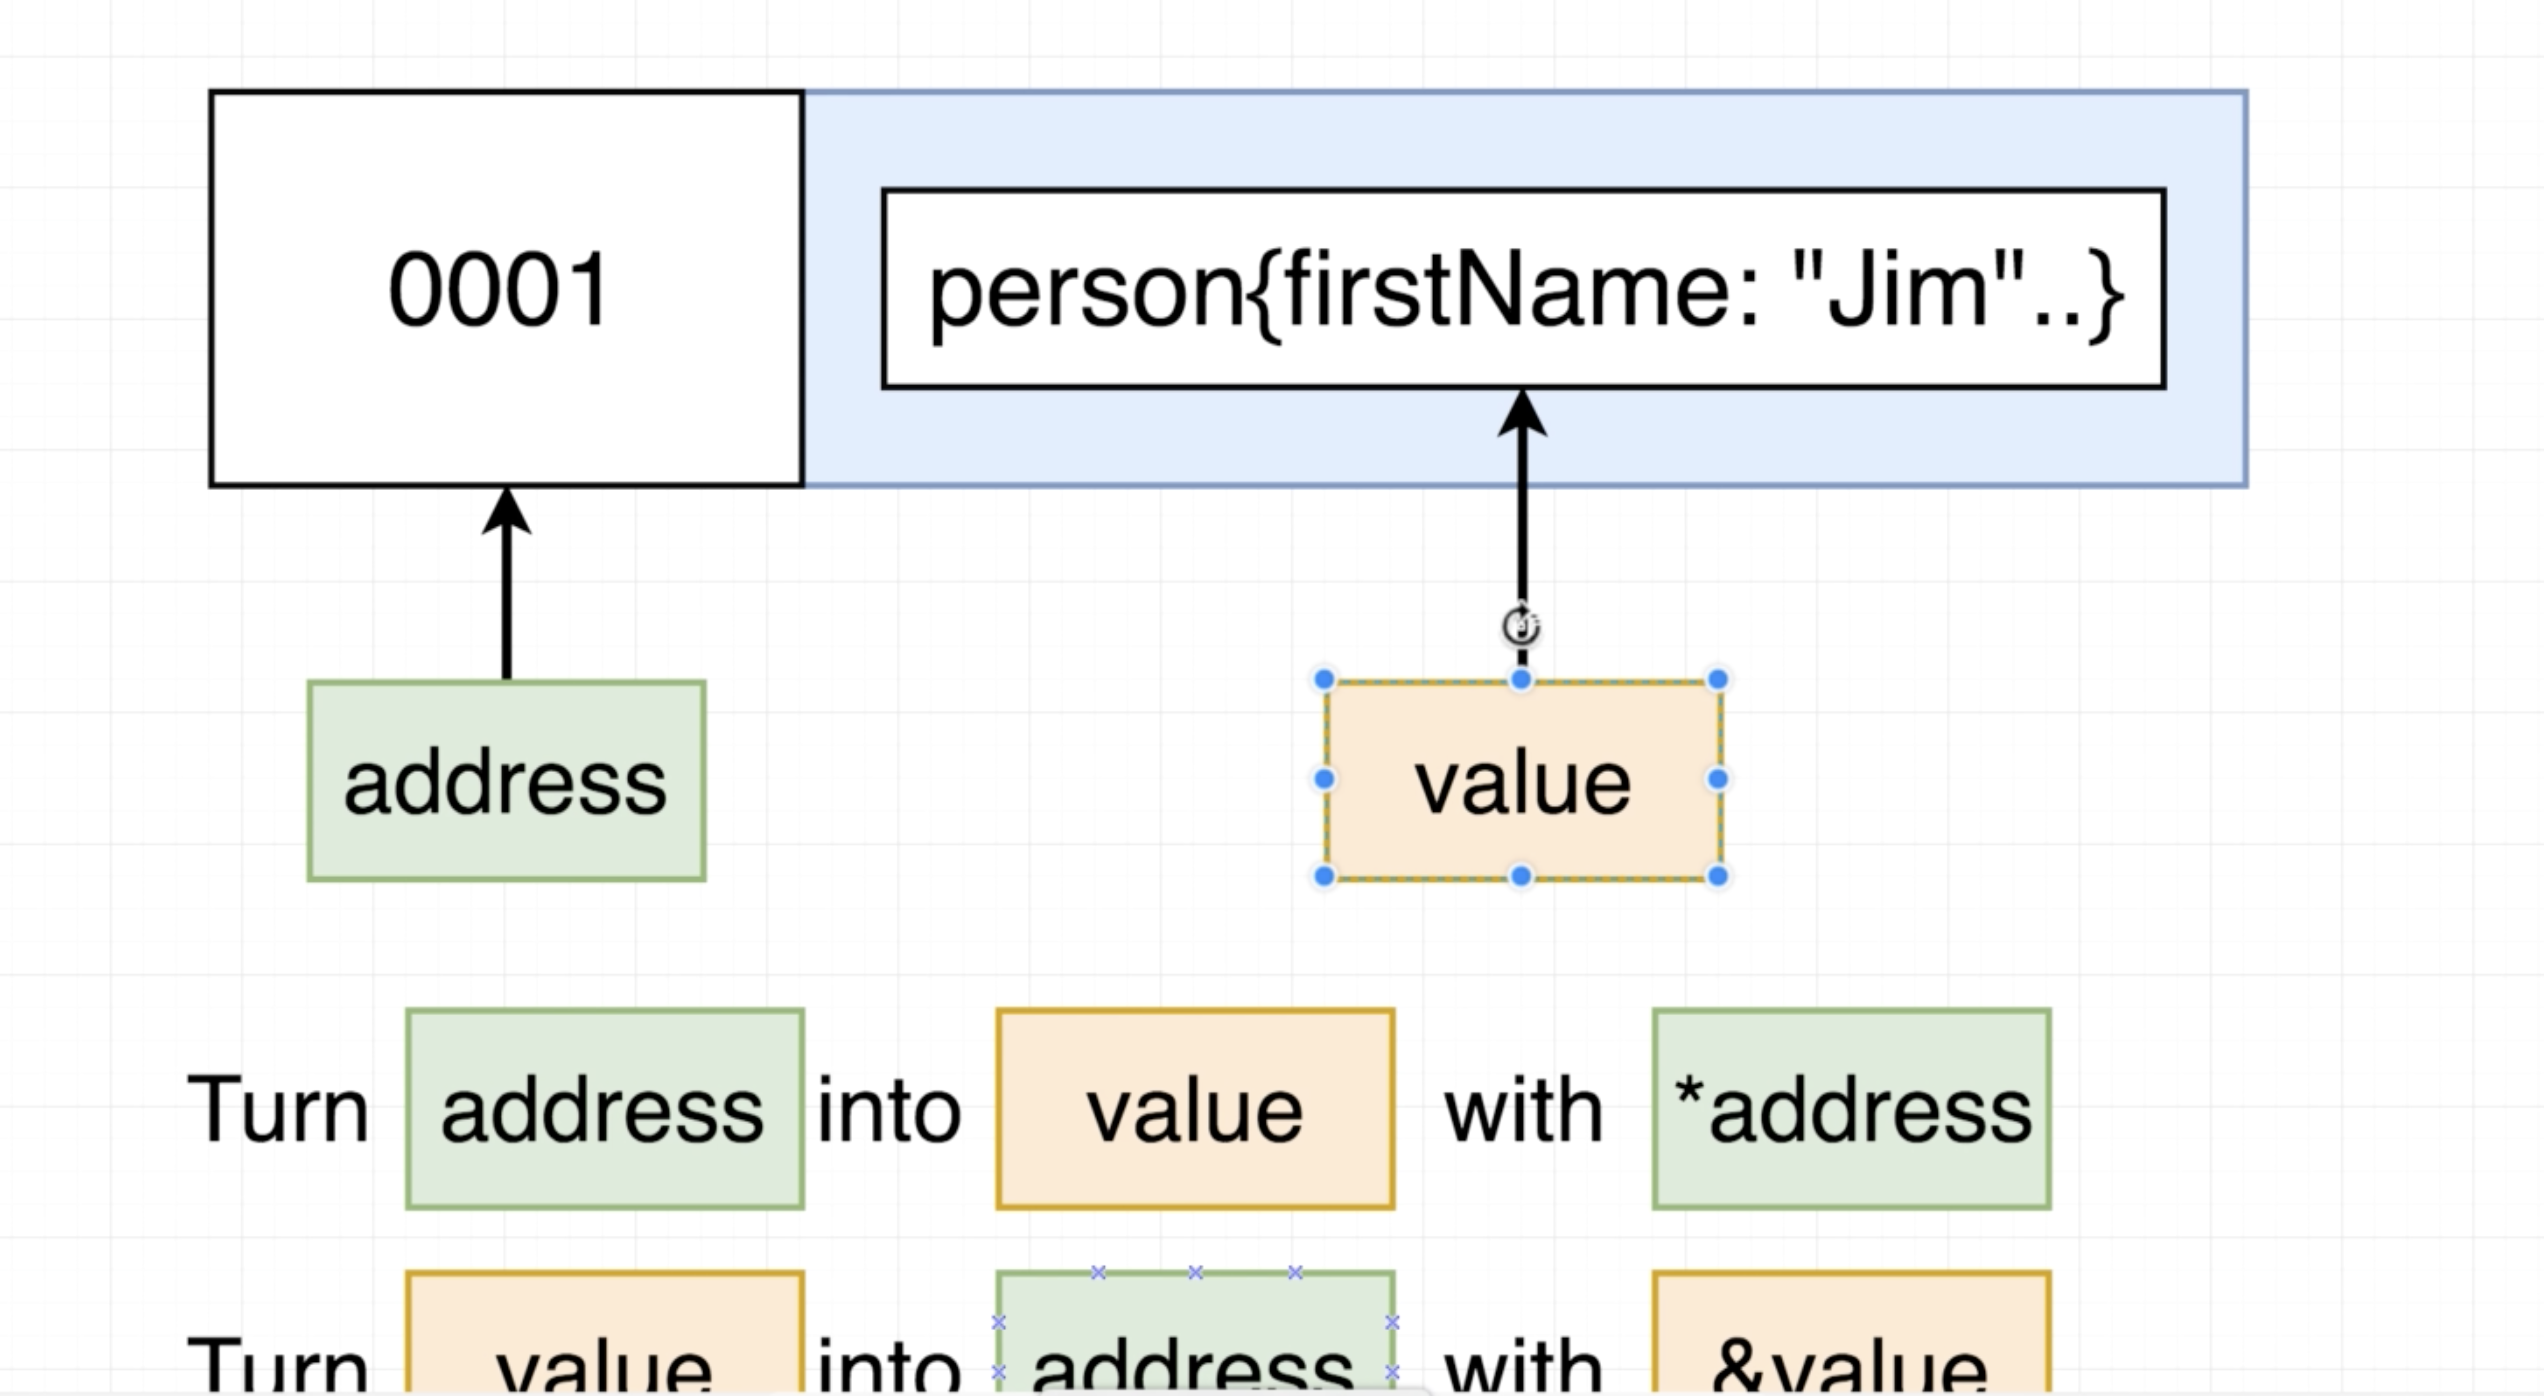 0001 person{firstName: "Jim"..}
address value
Turn address into value with *address
Turn value into address with &value